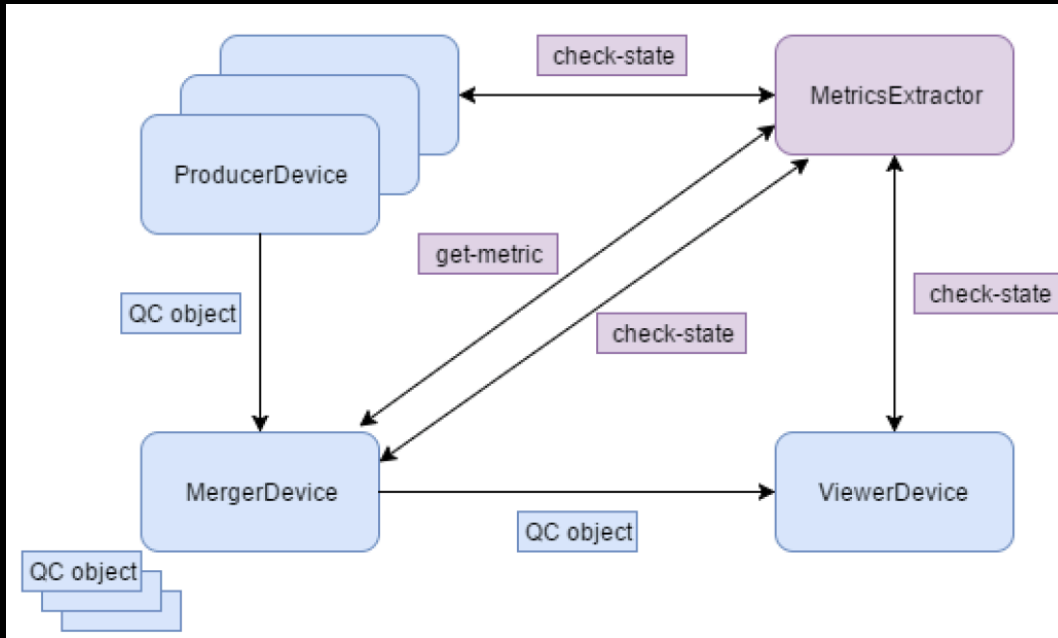 check-state
MetricsExtractor
ProducerDevice
get-metric
QC object
check-state
check-state
MergerDevice
ViewerDevice
QC object
QC object